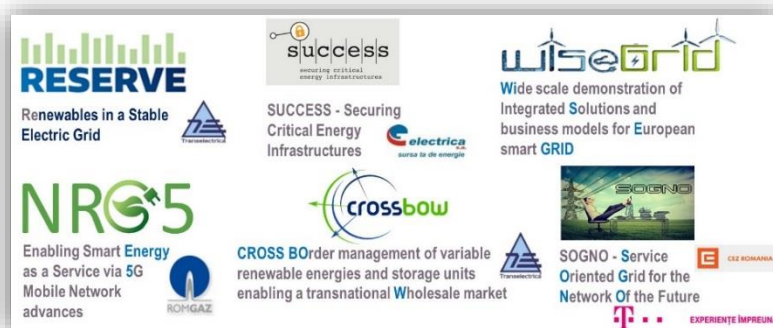 RESERVE
Renewables in a Stable
Electric Grid
Transelectrica
success
securing critical
energy infrastructures
SUCCESS - Securing
Critical Energy
Infrastructures
electrica
S.A.
sursa ta de energie
wiseGrid
Wide scale demonstration of
Integrated Solutions and
business models for European
smart GRID
NRG5
Enabling Smart Energy
as a Service via 5G
Mobile Network
advances
ROMGAZ
crossbow
CROSS BOrder management of variable
renewable energies and storage units
enabling a transnational Wholesale market
Transelectrica
SOGNO
SOGNO - Service
Oriented Grid for the
Network Of the Future
CEZ ROMANIA
T
EXPERIENȚE ÎMPREUNĂ